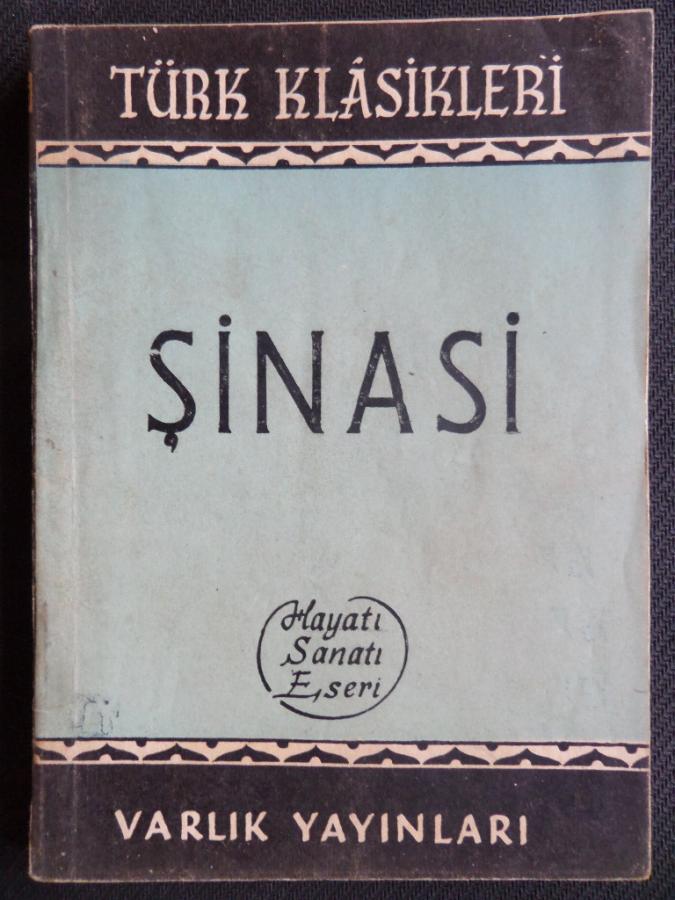 TÜRK KLÂSİKLERİ
ŞİNASİ
Hayatı
Sanatı
Eseri
VARLIK YAYINLARI